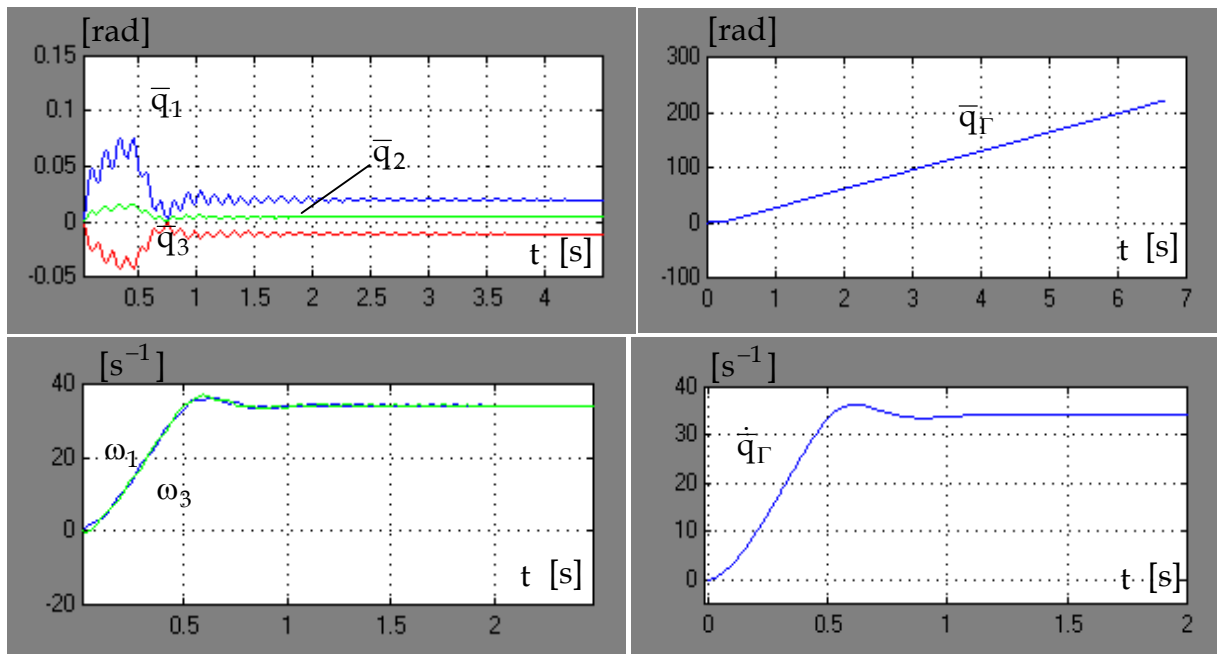 [rad]
0.15
0.1
0.05
0
-0.05
q̅₁
q̅₂
q̅₃
t [s]
0.5 1 1.5 2 2.5 3 3.5 4
[rad]
300
200
100
0
-100
q̅_Γ
t [s]
0 1 2 3 4 5 6 7
[s⁻¹]
40
20
0
-20
ω₁
ω₃
t [s]
0.5 1 1.5 2
[s⁻¹]
40
30
20
10
0
q̅̇_Γ
t [s]
0 0.5 1 1.5 2